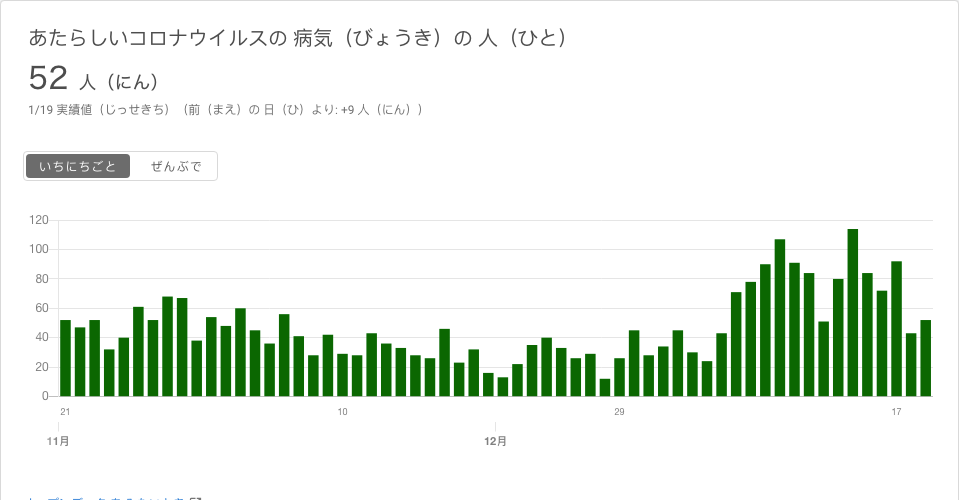 あたらしいコロナウイルスの 病気（びょうき）の 人（ひと）
52 人（にん）
1/19 実績値（じっせきち）（前（まえ）の 日（ひ）より: +9 人（にん））
いちにちごと ぜんぶで
120
100
80
60
40
20
0
21 10 29 17
11月 12月